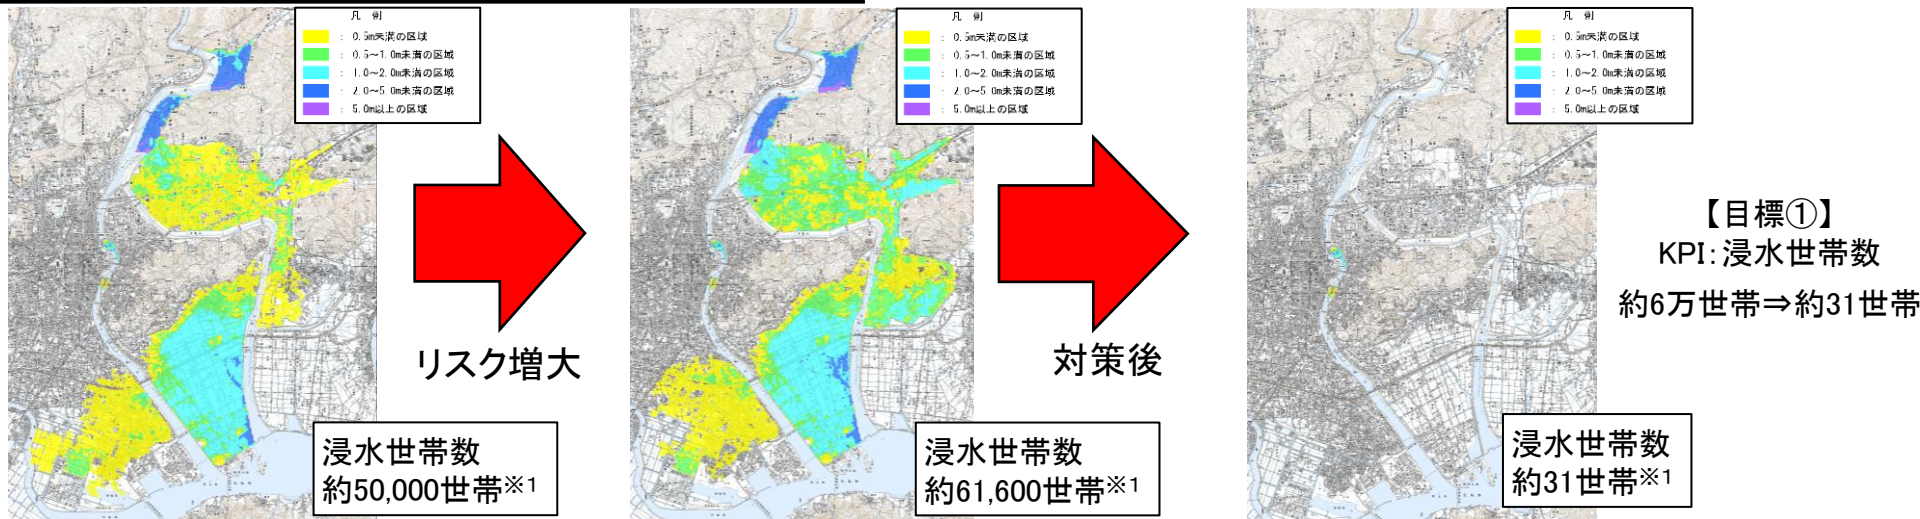 凡 例
: 0.5m未満の区域
: 0.5~1.0m未満の区域
: 1.0~2.0m未満の区域
: 2.0~5.0m未満の区域
: 5.0m以上の区域
リスク増大
浸水世帯数
約50,000世帯※1
凡 例
: 0.5m未満の区域
: 0.5~1.0m未満の区域
: 1.0~2.0m未満の区域
: 2.0~5.0m未満の区域
: 5.0m以上の区域
対策後
浸水世帯数
約61,600世帯※1
凡 例
: 0.5m未満の区域
: 0.5~1.0m未満の区域
: 1.0~2.0m未満の区域
: 2.0~5.0m未満の区域
: 5.0m以上の区域
浸水世帯数
約31世帯※1
【目標①】
KPI:浸水世帯数
約6万世帯⇒約31世帯